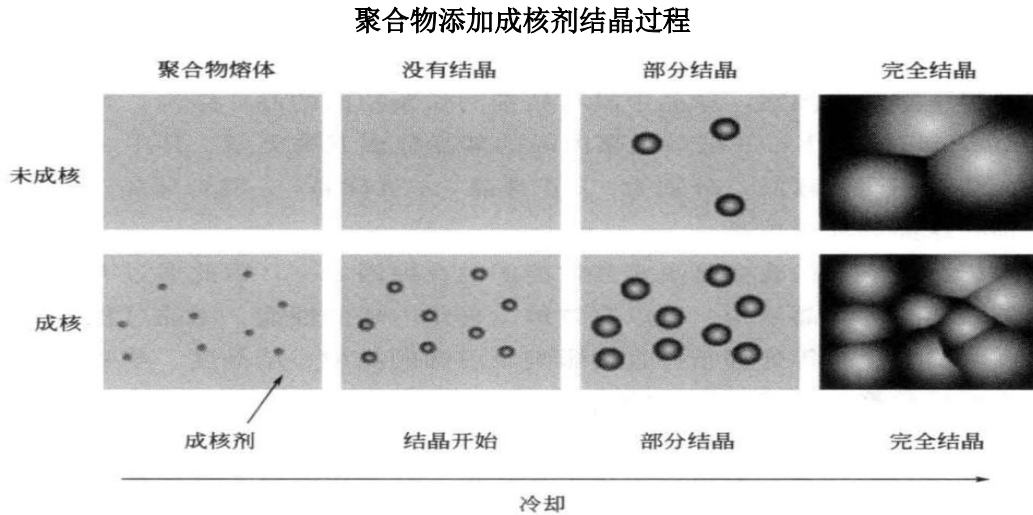 聚合物添加成核剂结晶过程
聚合物熔体 没有结晶 部分结晶 完全结晶
未成核
成核
成核剂 结晶开始 部分结晶 完全结晶
冷却